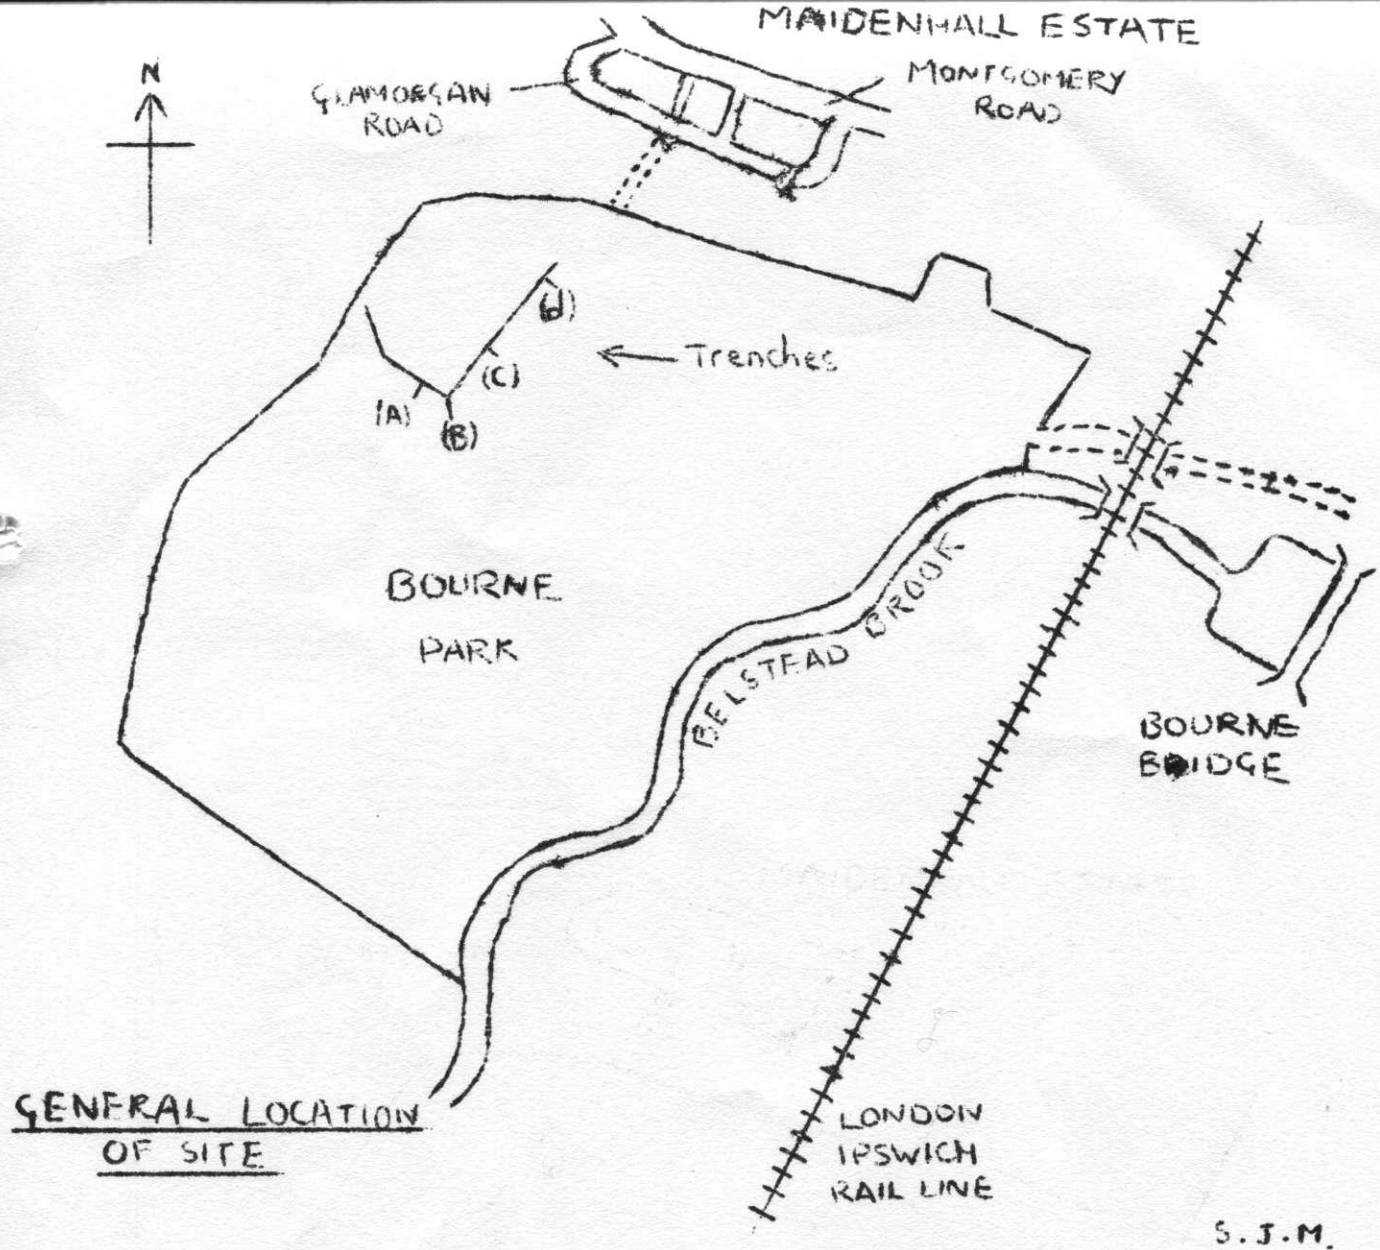 MAIDENHALL ESTATE
N
GLAMORGAN
ROAD
MONTGOMERY
ROAD
(d)
Trenches
(C)
(A)
(B)
BOURNE
PARK
BELSTEAD BROOK
BOURNE
BRIDGE
GENERAL LOCATION
OF SITE
LONDON
IPSWICH
RAIL LINE
S.J.M.